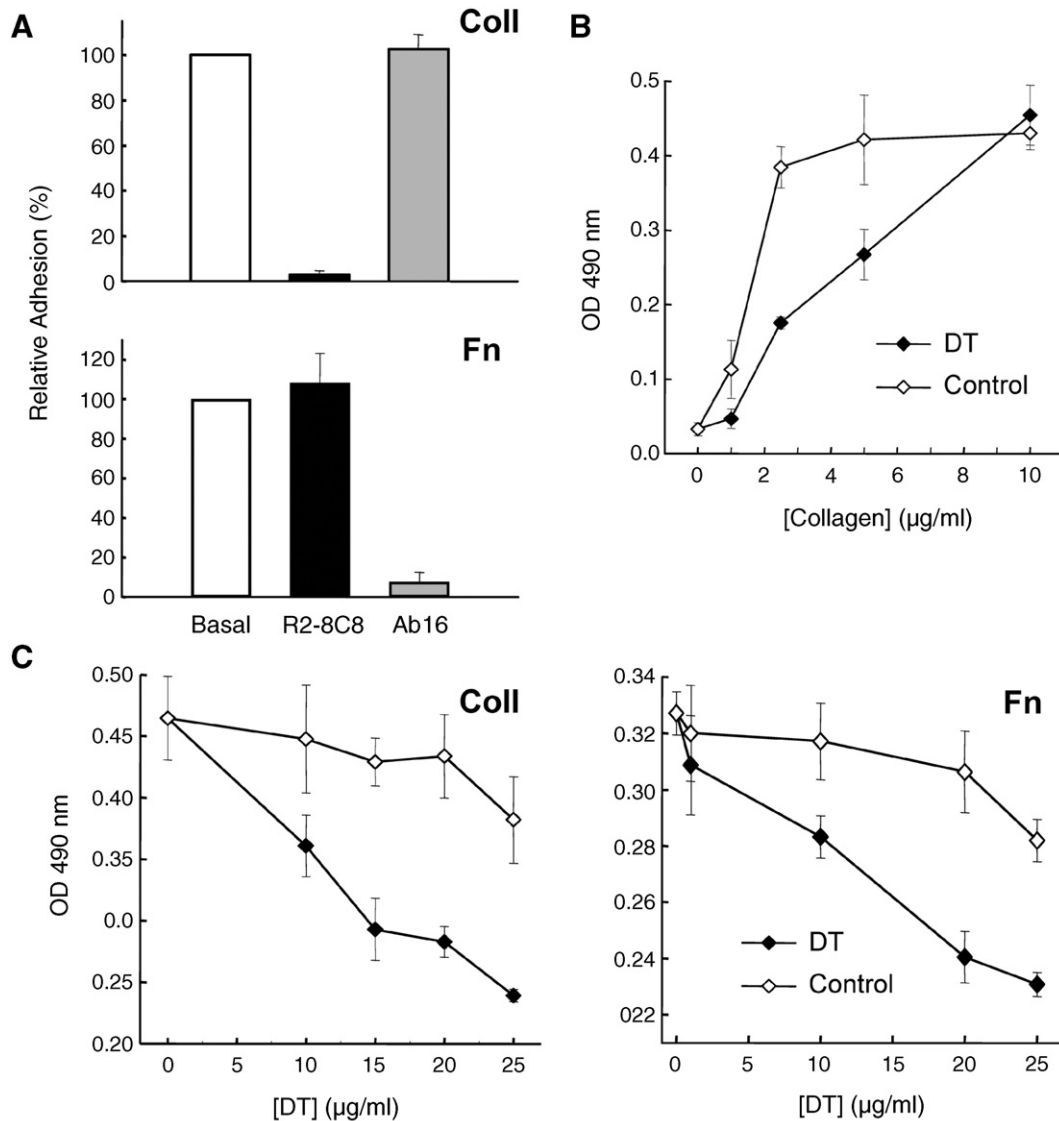 A
Coll
100
80
60
40
20
0
Relative Adhesion (%)
Fn
120
100
80
60
40
20
0
Basal R2-8C8 Ab16
B
0.5
0.4
0.3
0.2
0.1
0.0
OD 490 nm
DT
Control
0 2 4 6 8 10
[Collagen] (µg/ml)
C
Coll
0.50
0.45
0.40
0.35
0.0
0.25
0.20
OD 490 nm
0 5 10 15 20 25
[DT] (µg/ml)
Fn
0.34
0.32
0.30
0.28
0.26
0.24
022
DT
Control
0 5 10 15 20 25
[DT] (µg/ml)